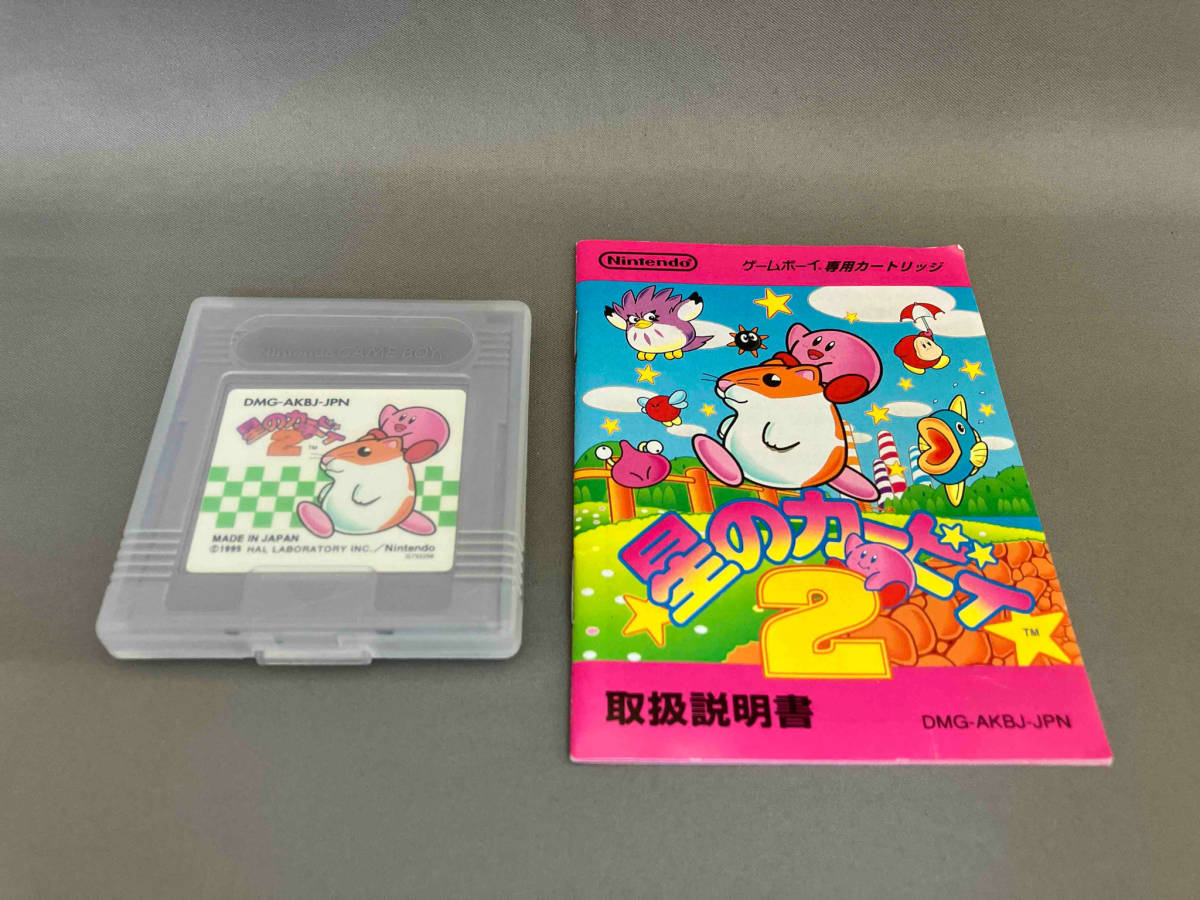 Nintendo GAME BOY
DMG-AKBJ-JPN
星のカービィ
2 TM
MADE IN JAPAN
©1995 HAL LABORATORY INC./Nintendo
Nintendo
ゲームボーイ 専用カートリッジ
星のカービィ
2
TM
取扱説明書
DMG-AKBJ-JPN